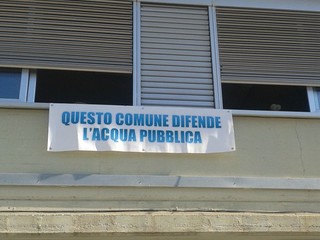 QUESTO COMUNE DIFENDE
L'ACQUA PUBBLICA